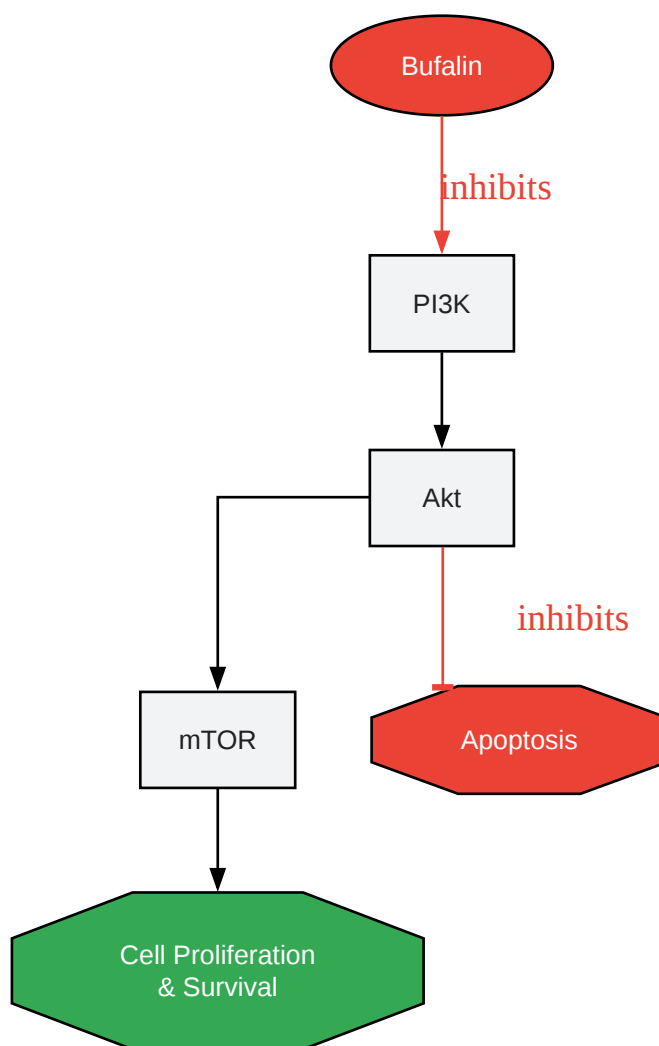 Bufalin
inhibits
PI3K
Akt
inhibits
mTOR
Apoptosis
Cell Proliferation
& Survival